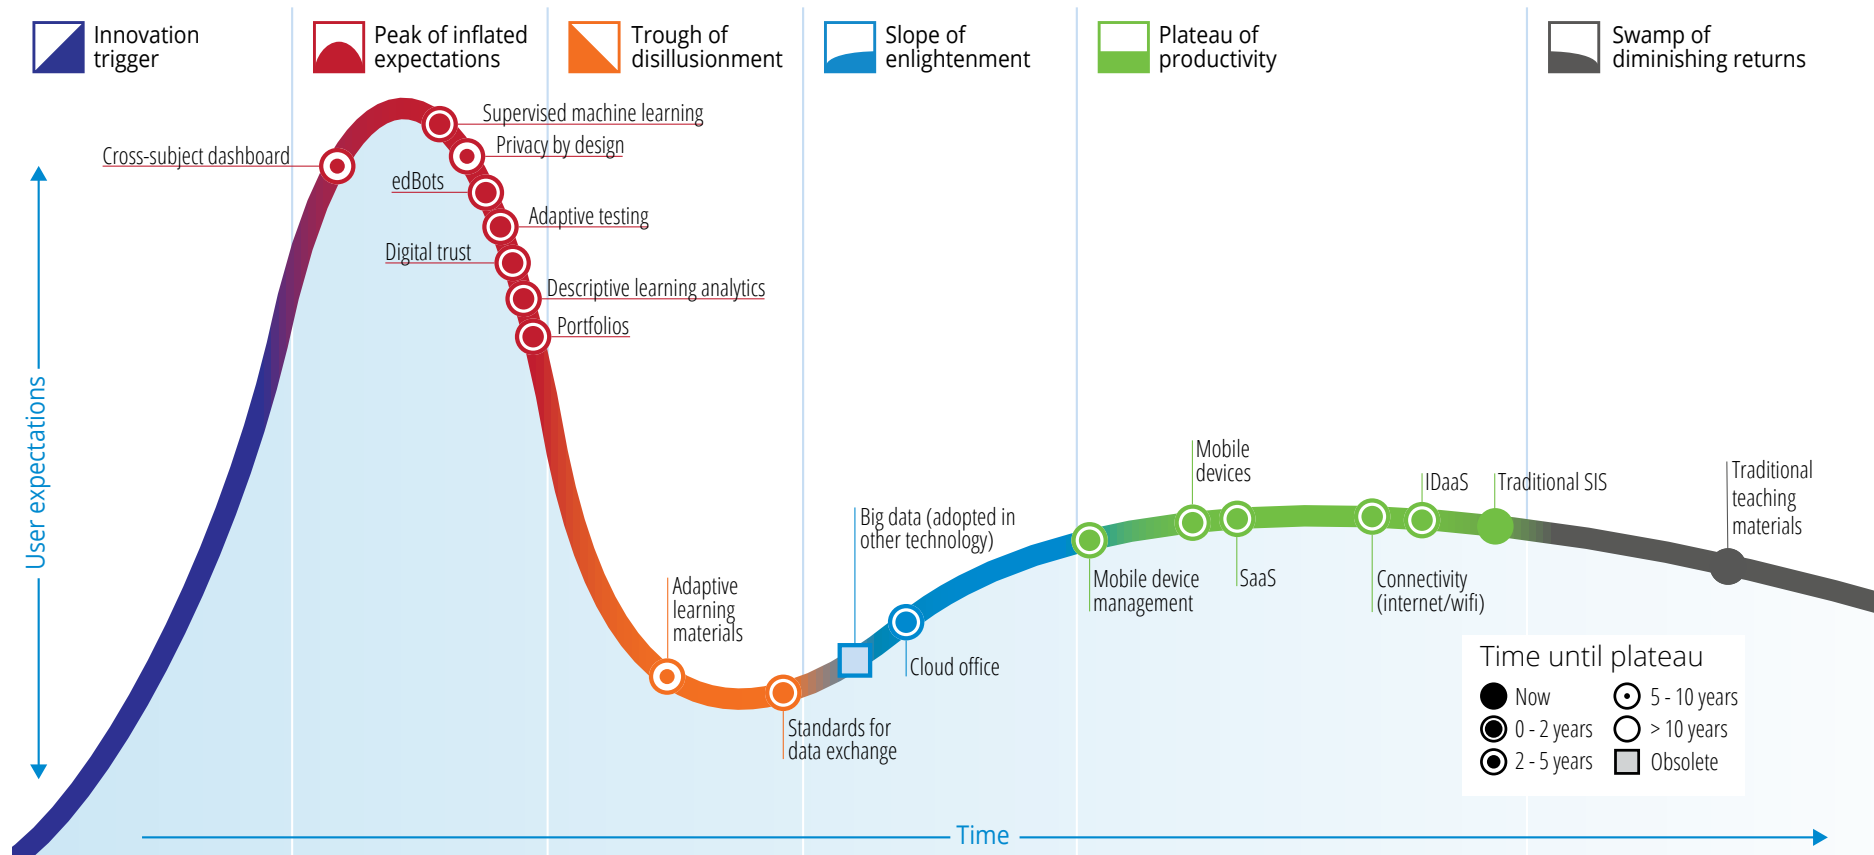 Innovation
trigger
Peak of inflated
expectations
Trough of
disillusionment
Slope of
enlightenment
Plateau of
productivity
Swamp of
diminishing returns
Supervised machine learning
Privacy by design
Cross-subject dashboard
edBots
Adaptive testing
Digital trust
Descriptive learning analytics
Portfolios
User expectations
Mobile
devices
IDaaS
Traditional SIS
Traditional
teaching
materials
Big data (adopted in
other technology)
Adaptive
learning
materials
Mobile device
management
SaaS
Connectivity
(internet/wifi)
Cloud office
Standards for
data exchange
Time until plateau
Now
5 - 10 years
0 - 2 years
> 10 years
2 - 5 years
Obsolete
Time